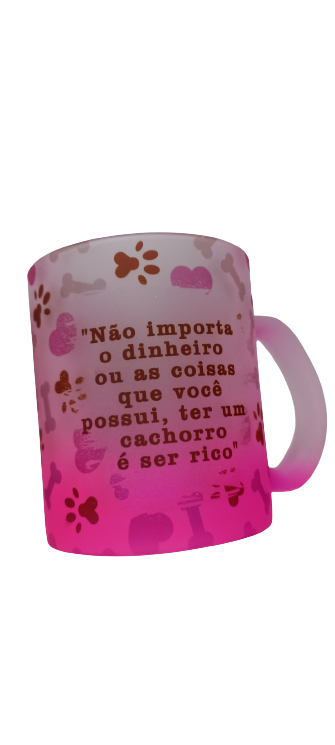 "Não importa
o dinheiro
ou as coisas
que você
possui, ter um
cachorro
é ser rico"